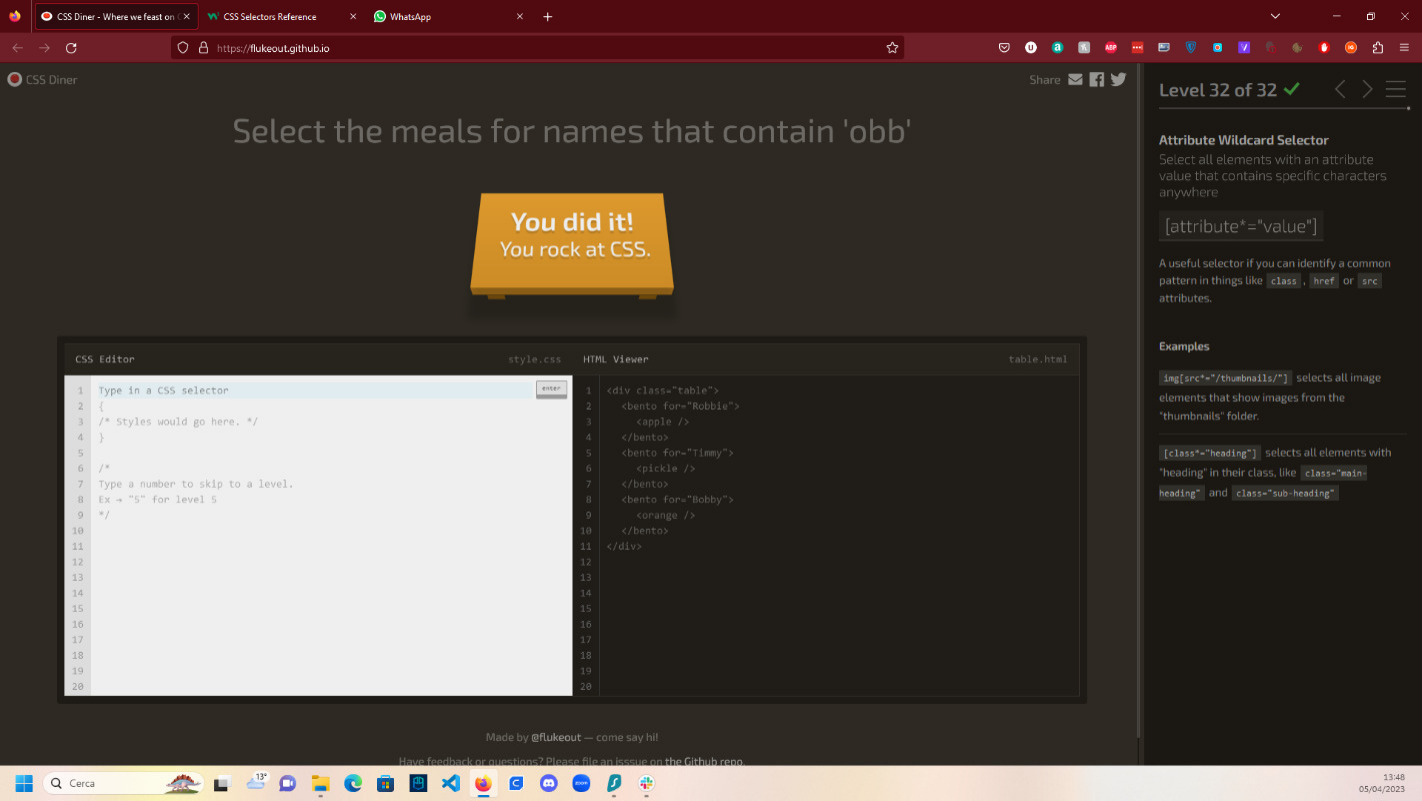 CSS Diner - Where we feast on C
CSS Selectors Reference
WhatsApp
https://flukeout.github.io
CSS Diner
Share
Select the meals for names that contain 'obb'
You did it!
You rock at CSS.
CSS Editor
style.css
HTML Viewer
table.html
1 Type in a CSS selector
enter
2 {
3 /* Styles would go here. */
4 }
5
6 /*
7 Type a number to skip to a level.
8 Ex → "5" for level 5
9 */
10
11
12
13
14
15
16
17
18
19
20
1 <div class="table">
2 <bento for="Robbie">
3 <apple />
4 </bento>
5 <bento for="Timmy">
6 <pickle />
7 </bento>
8 <bento for="Bobby">
9 <orange />
10 </bento>
11 </div>
12
13
14
15
16
17
18
19
20
Made by @flukeout — come say hi!
Have feedback or questions? Please file an isssue on the Github repo.
Level 32 of 32
Attribute Wildcard Selector
Select all elements with an attribute
value that contains specific characters
anywhere
[attribute*="value"]
A useful selector if you can identify a common
pattern in things like class , href or src
attributes.
Examples
img[src*="/thumbnails/"] selects all image
elements that show images from the
"thumbnails" folder.
[class*="heading"] selects all elements with
"heading" in their class, like class="main-
heading" and class="sub-heading"
Cerca
13°
zoom
13:48
05/04/2023
ABP